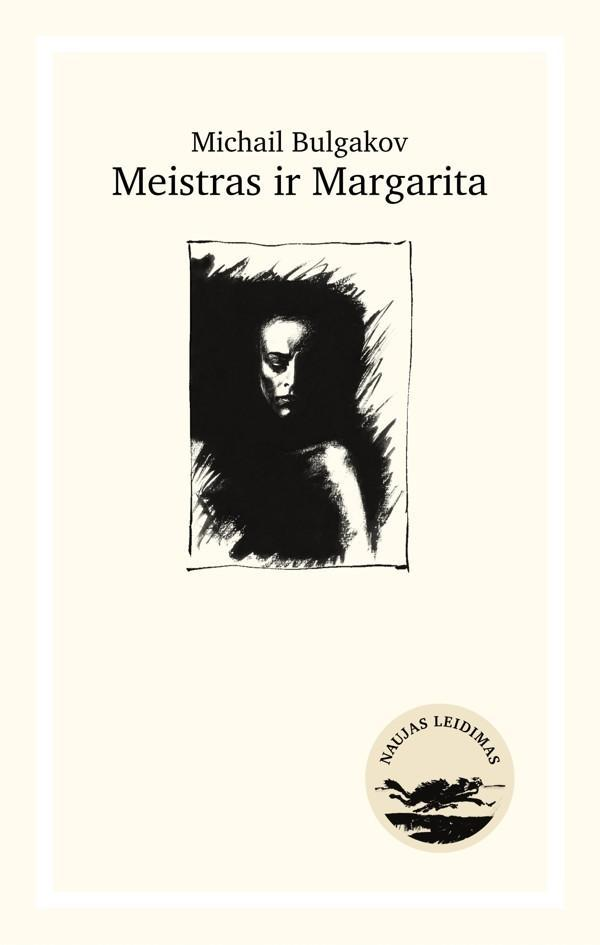 Michail Bulgakov
Meistras ir Margarita
NAUJAS LEIDIMAS